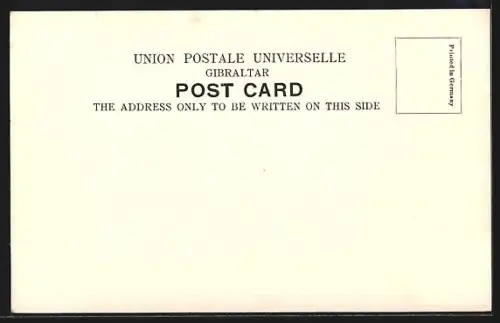 UNION POSTALE UNIVERSELLE
GIBRALTAR
POST CARD
THE ADDRESS ONLY TO BE WRITTEN ON THIS SIDE
Printed in Germany